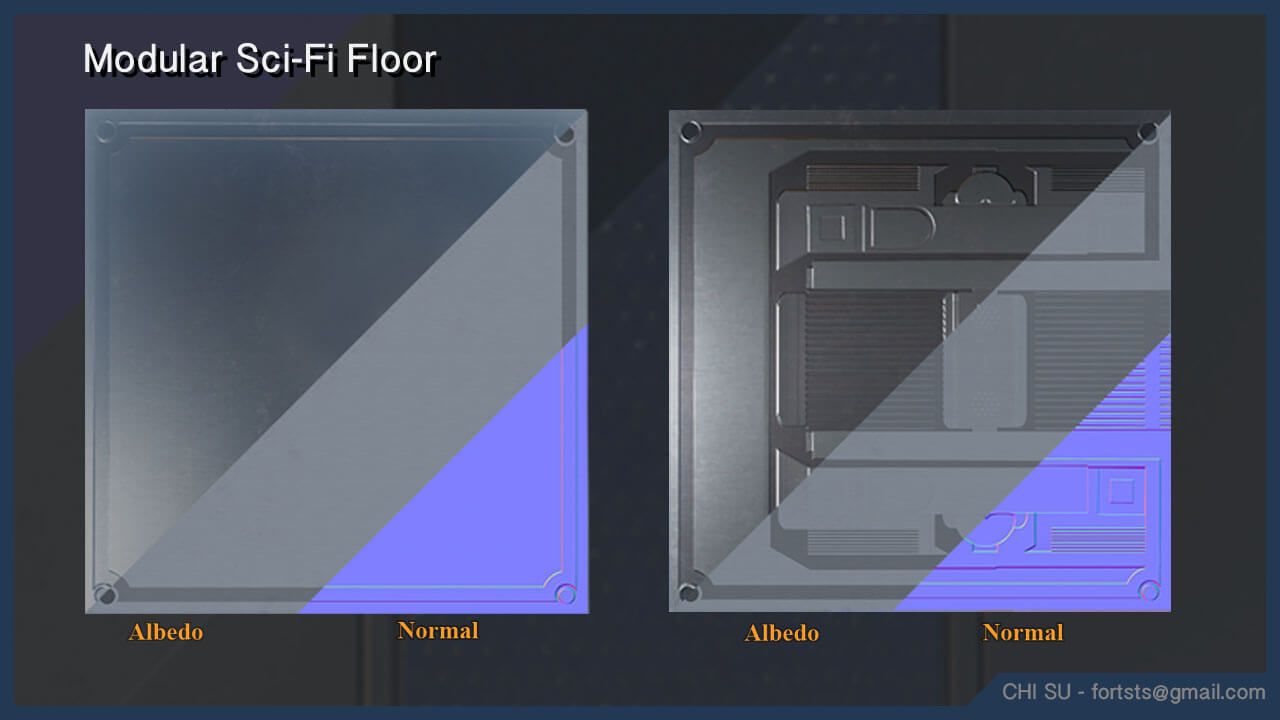 Modular Sci-Fi Floor
Albedo
Normal
Albedo
Normal
CHI SU - fortsts@gmail.com